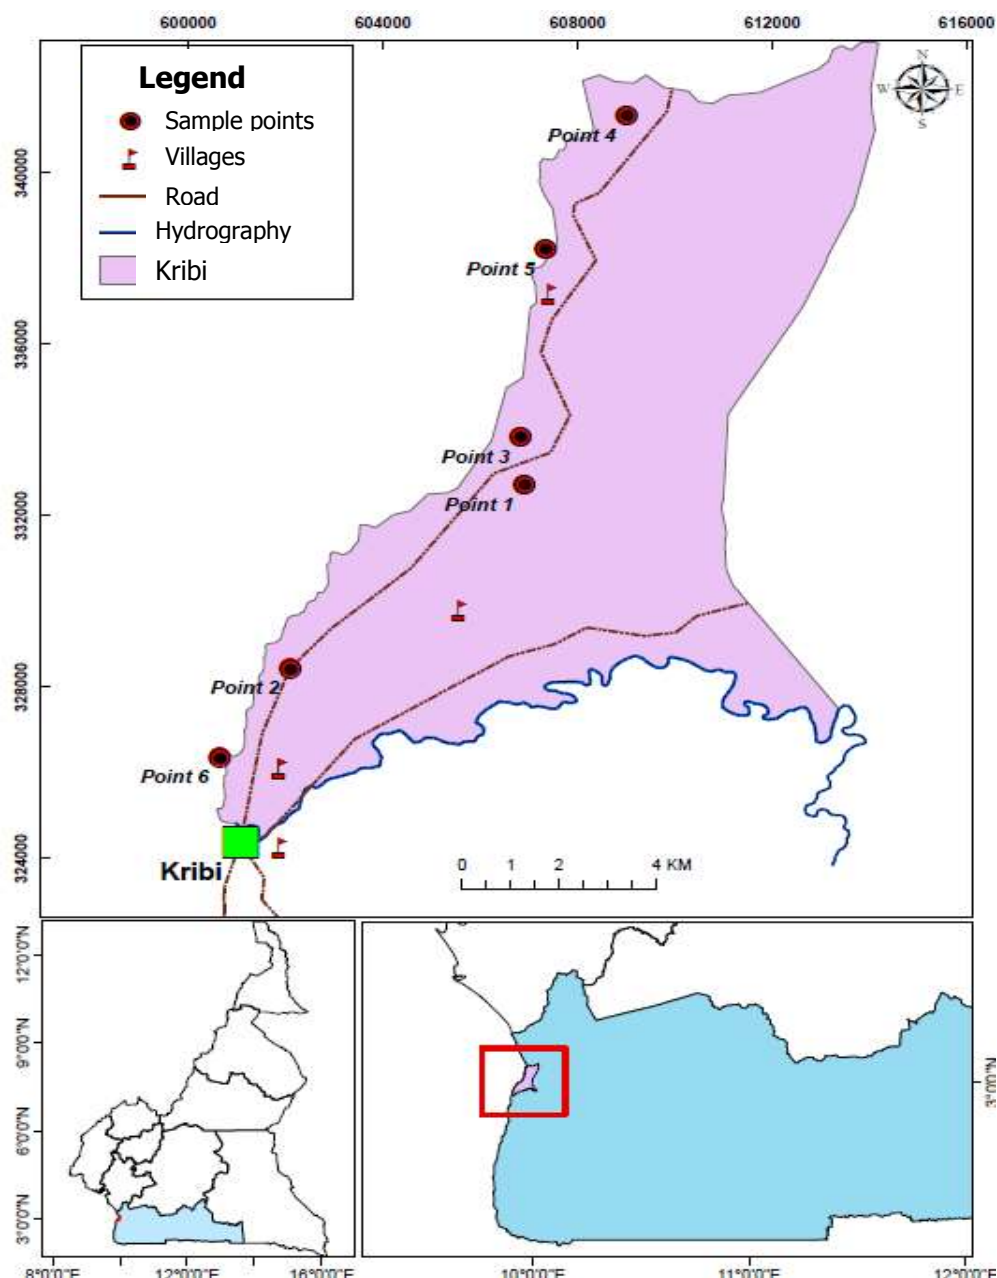 600000 604000 608000 612000 616000
Legend
Sample points
Villages
Road
Hydrography
Kribi
N
W E
S
340000
336000
332000
328000
324000
Point 4
Point 5
Point 3
Point 1
Point 2
Point 6
Kribi
0 1 2 4 KM
12°0'0"N
9°0'0"N
6°0'0"N
3°0'0"N
8°0'0"E 12°0'0"E 16°0'0"E
3°0'0"N
10°0'0"E 11°0'0"E 12°0'0"E